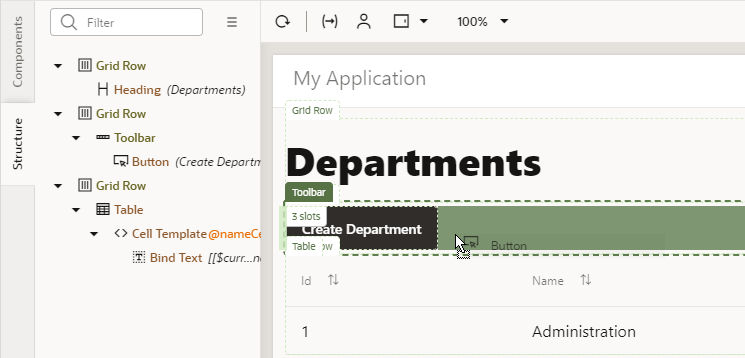 Components
Structure
Filter
Grid Row
Heading (Departments)
Grid Row
Toolbar
Button (Create Departm
Grid Row
Table
Cell Template @nameCe
Bind Text [[$curr...n
100%
My Application
Grid Row
Departments
Toolbar
3 slots
Create Department
Table
ow
Button
Id
Name
1
Administration